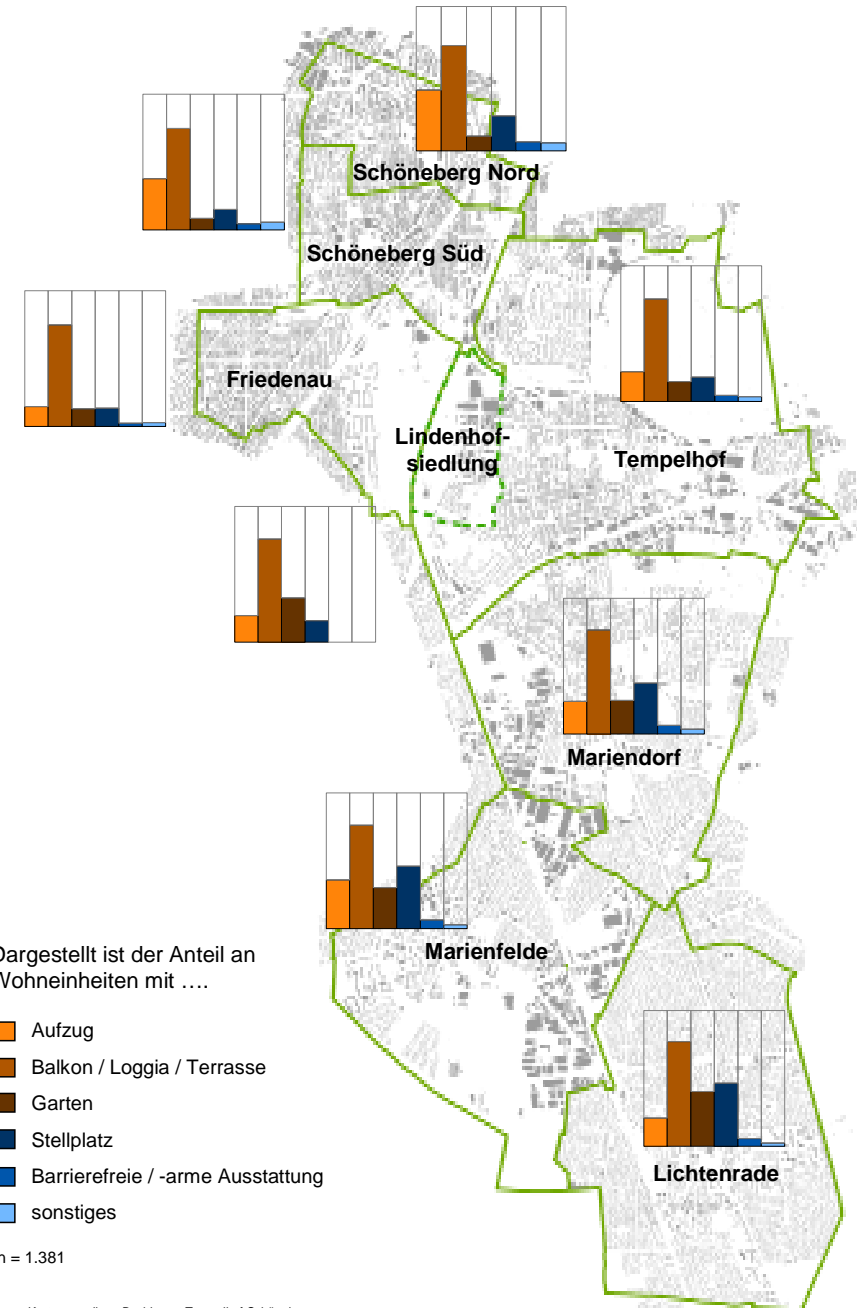 Schöneberg Nord
Schöneberg Süd
Friedenau
Lindenhof-
siedlung
Tempelhof
Mariendorf
Marienfelde
Lichtenrade
Dargestellt ist der Anteil an
Wohneinheiten mit ….
Aufzug
Balkon / Loggia / Terrasse
Garten
Stellplatz
Barrierefreie / -arme Ausstattung
sonstiges
n = 1.381